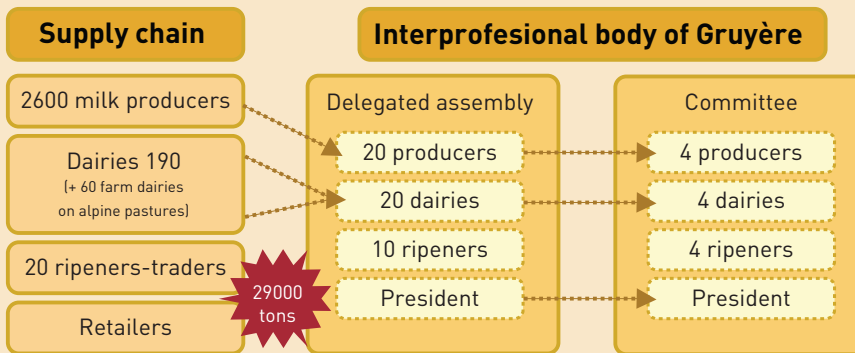 Supply chain
Interprofesional body of Gruyère
2600 milk producers
Dairies 190
(+ 60 farm dairies
on alpine pastures)
20 ripeners-traders
Retailers
29000
tons
Delegated assembly
20 producers
20 dairies
10 ripeners
President
Committee
4 producers
4 dairies
4 ripeners
President